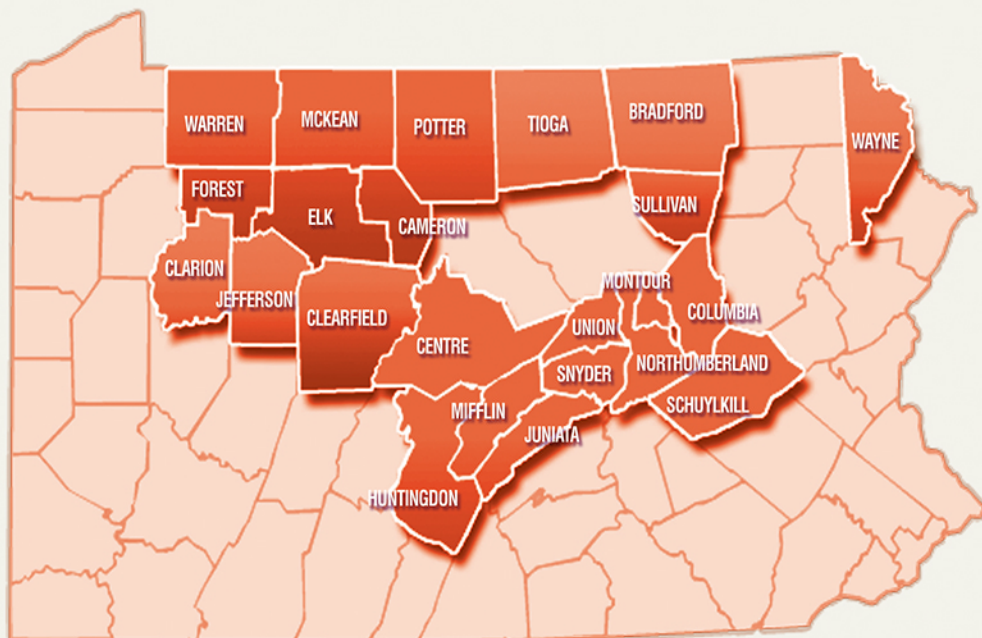 WARREN
MCKEAN
POTTER
TIOGA
BRADFORD
WAYNE
FOREST
ELK
CAMERON
SULLIVAN
CLARION
JEFFERSON
CLEARFIELD
MONTOUR
COLUMBIA
UNION
CENTRE
SNYDER
NORTHUMBERLAND
MIFFLIN
SCHUYLKILL
JUNIATA
HUNTINGDON